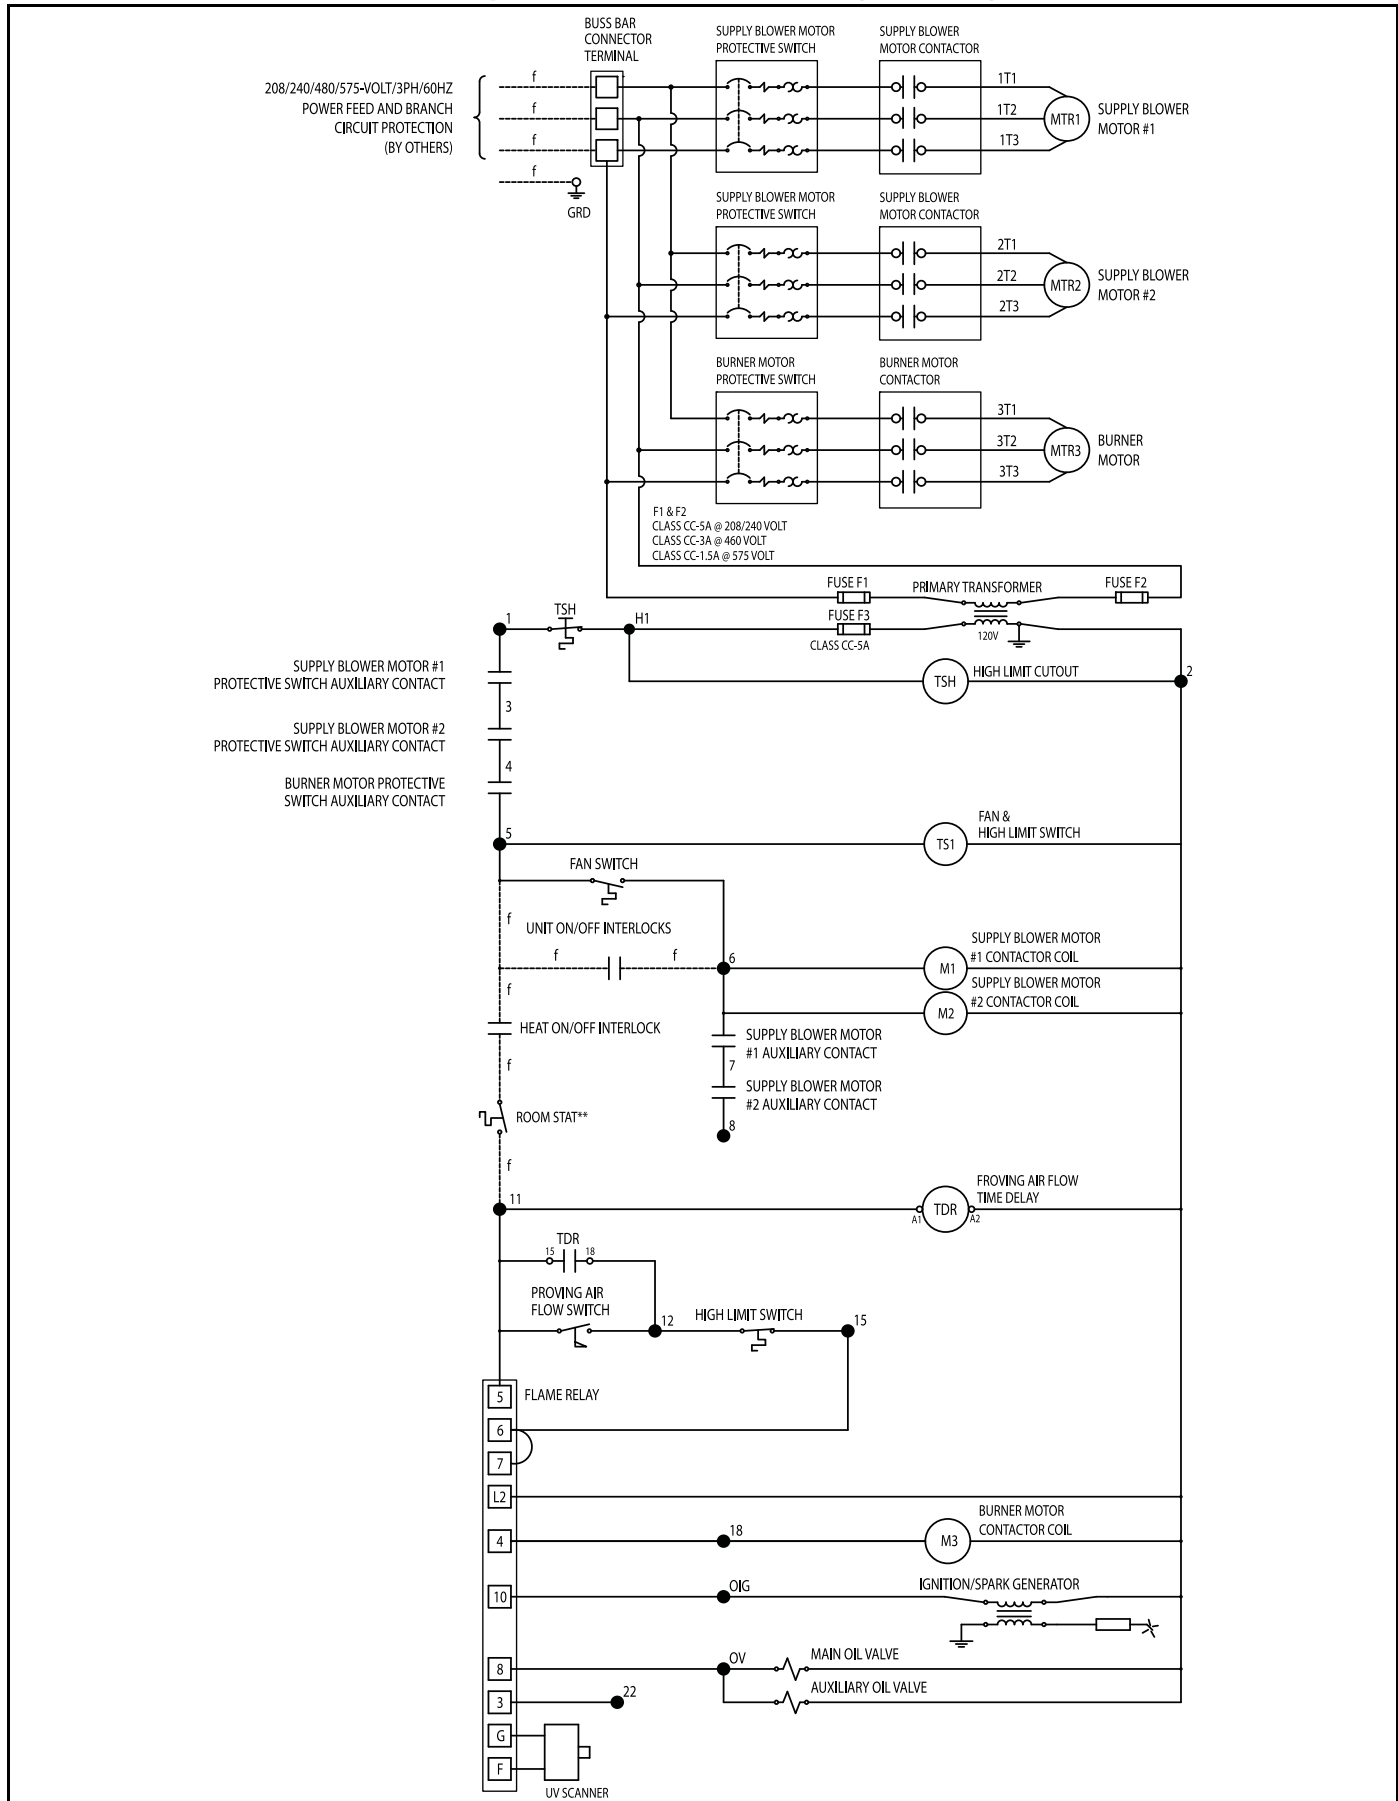 BUSS BAR
CONNECTOR
TERMINAL
SUPPLY BLOWER MOTOR
PROTECTIVE SWITCH
SUPPLY BLOWER
MOTOR CONTACTOR
208/240/480/575-VOLT/3PH/60HZ
POWER FEED AND BRANCH
CIRCUIT PROTECTION
(BY OTHERS)
f
f
f
f
GRD
1T1
1T2
1T3
MTR1
SUPPLY BLOWER
MOTOR #1
SUPPLY BLOWER MOTOR
PROTECTIVE SWITCH
SUPPLY BLOWER
MOTOR CONTACTOR
2T1
2T2
2T3
MTR2
SUPPLY BLOWER
MOTOR #2
BURNER MOTOR
PROTECTIVE SWITCH
BURNER MOTOR
CONTACTOR
3T1
3T2
3T3
MTR3
BURNER
MOTOR
F1 & F2
CLASS CC-5A @ 208/240 VOLT
CLASS CC-3A @ 460 VOLT
CLASS CC-1.5A @ 575 VOLT
FUSE F1
PRIMARY TRANSFORMER
FUSE F2
1
TSH
H1
FUSE F3
CLASS CC-5A
120V
SUPPLY BLOWER MOTOR #1
PROTECTIVE SWITCH AUXILIARY CONTACT
TSH
HIGH LIMIT CUTOUT
2
3
SUPPLY BLOWER MOTOR #2
PROTECTIVE SWITCH AUXILIARY CONTACT
4
BURNER MOTOR PROTECTIVE
SWITCH AUXILIARY CONTACT
5
TS1
FAN &
HIGH LIMIT SWITCH
FAN SWITCH
f
UNIT ON/OFF INTERLOCKS
f
f
6
M1
SUPPLY BLOWER MOTOR
#1 CONTACTOR COIL
f
M2
SUPPLY BLOWER MOTOR
#2 CONTACTOR COIL
HEAT ON/OFF INTERLOCK
SUPPLY BLOWER MOTOR
#1 AUXILIARY CONTACT
f
7
SUPPLY BLOWER MOTOR
#2 AUXILIARY CONTACT
ROOM STAT**
8
f
11
A1
TDR
A2
FROVING AIR FLOW
TIME DELAY
TDR
15
18
PROVING AIR
FLOW SWITCH
12
HIGH LIMIT SWITCH
15
5
FLAME RELAY
6
7
L2
4
18
M3
BURNER MOTOR
CONTACTOR COIL
10
OIG
IGNITION/SPARK GENERATOR
8
OV
MAIN OIL VALVE
3
22
AUXILIARY OIL VALVE
G
F
UV SCANNER